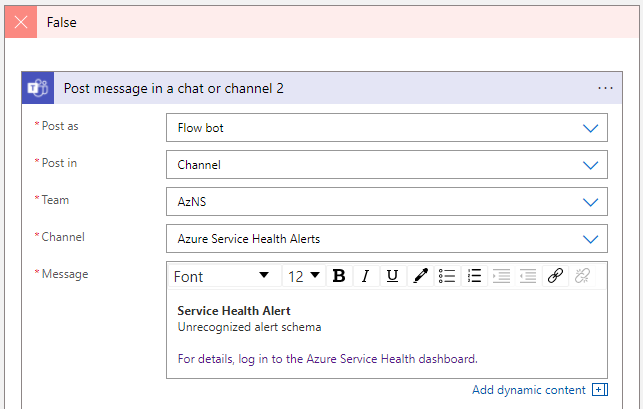 False
Post message in a chat or channel 2
* Post as
Flow bot
* Post in
Channel
* Team
AzNS
* Channel
Azure Service Health Alerts
* Message
Font 12 B I U
Service Health Alert
Unrecognized alert schema
For details, log in to the Azure Service Health dashboard.
Add dynamic content